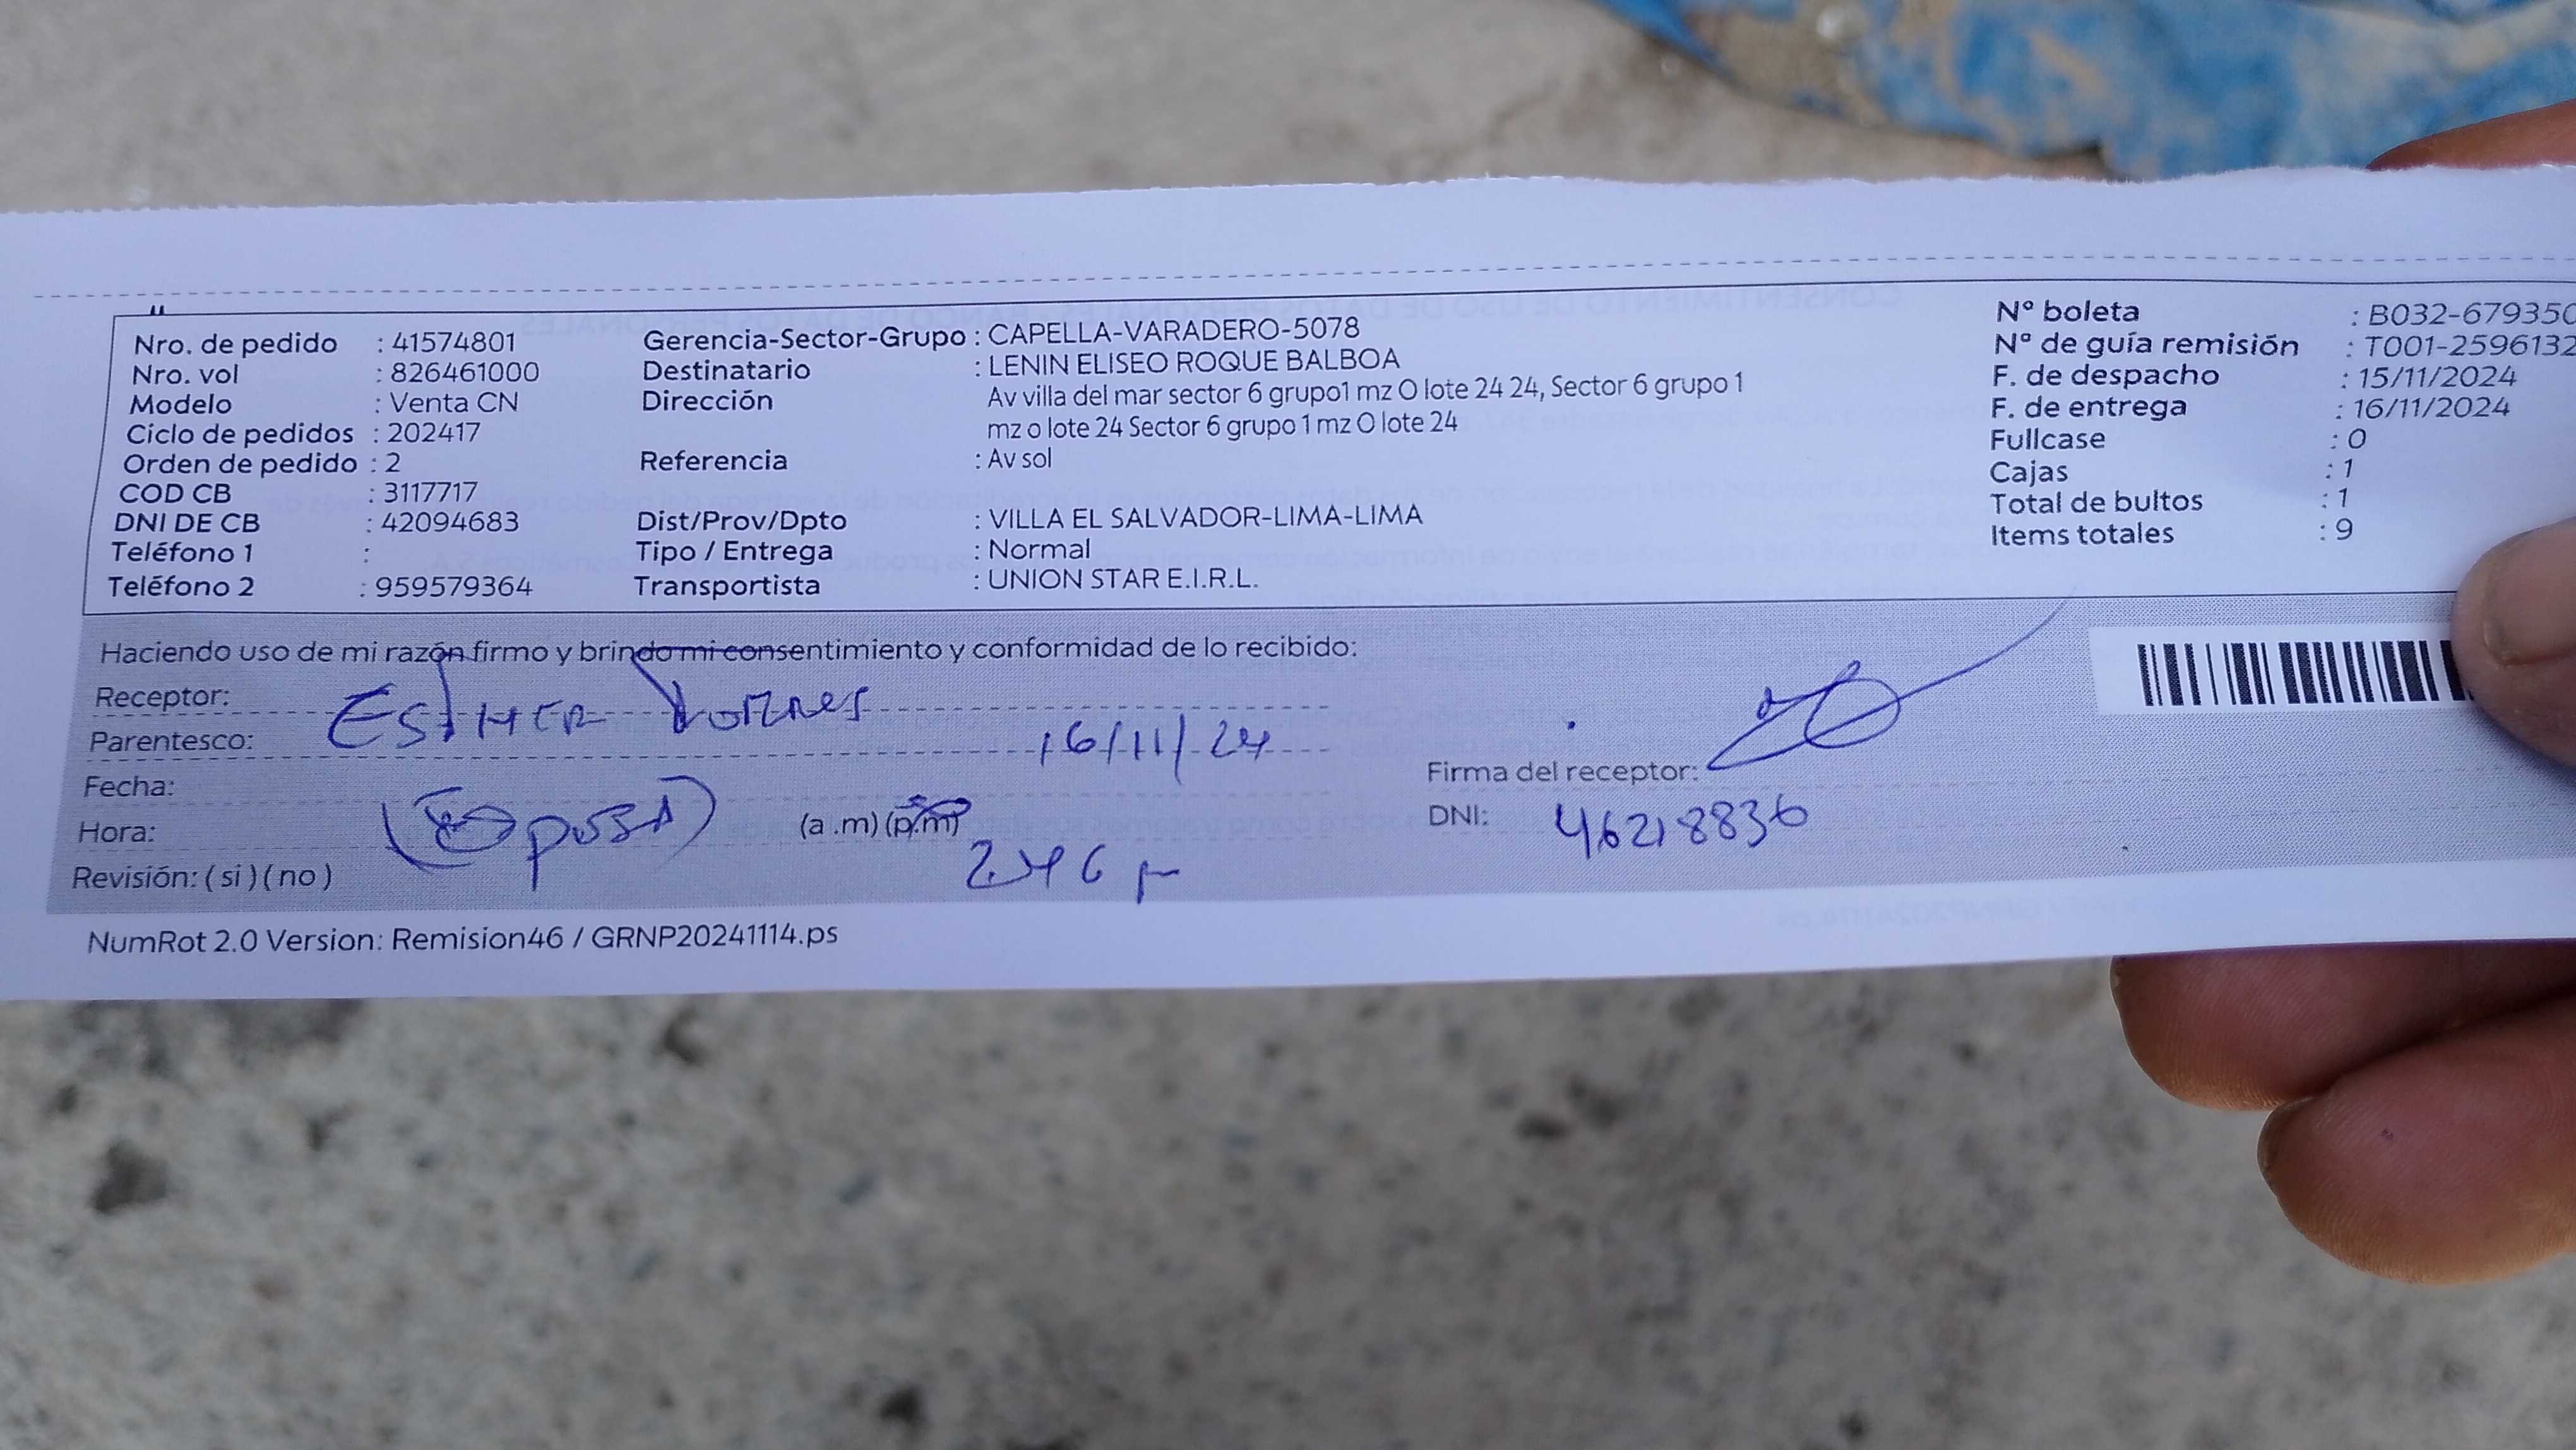 Nro. de pedido : 41574801
Nro. vol : 826461000
Modelo : Venta CN
Ciclo de pedidos : 202417
Orden de pedido : 2
COD CB : 3117717
DNI DE CB : 42094683
Teléfono 1 :
Teléfono 2 : 959579364
Gerencia-Sector-Grupo : CAPELLA-VARADERO-5078
Destinatario : LENIN ELISEO ROQUE BALBOA
Dirección Av villa del mar sector 6 grupo1 mz O lote 24 24, Sector 6 grupo 1
mz o lote 24 Sector 6 grupo 1 mz O lote 24
Referencia : Av sol
Dist/Prov/Dpto : VILLA EL SALVADOR-LIMA-LIMA
Tipo / Entrega : Normal
Transportista : UNION STAR E.I.R.L.
Nº boleta : B032-679350
Nº de guía remisión : T001-2596132
F. de despacho : 15/11/2024
F. de entrega : 16/11/2024
Fullcase : 0
Cajas : 1
Total de bultos : 1
Items totales : 9
Haciendo uso de mi razón firmo y brindo mi consentimiento y conformidad de lo recibido:
Receptor: Esther Torres
Parentesco: 16/11/24
Fecha:
Hora: (Esposa) (a .m) (p.m)
2.46 p
Revisión: ( si ) ( no )
Firma del receptor:
DNI: 46218836
NumRot 2.0 Version: Remision46 / GRNP20241114.ps